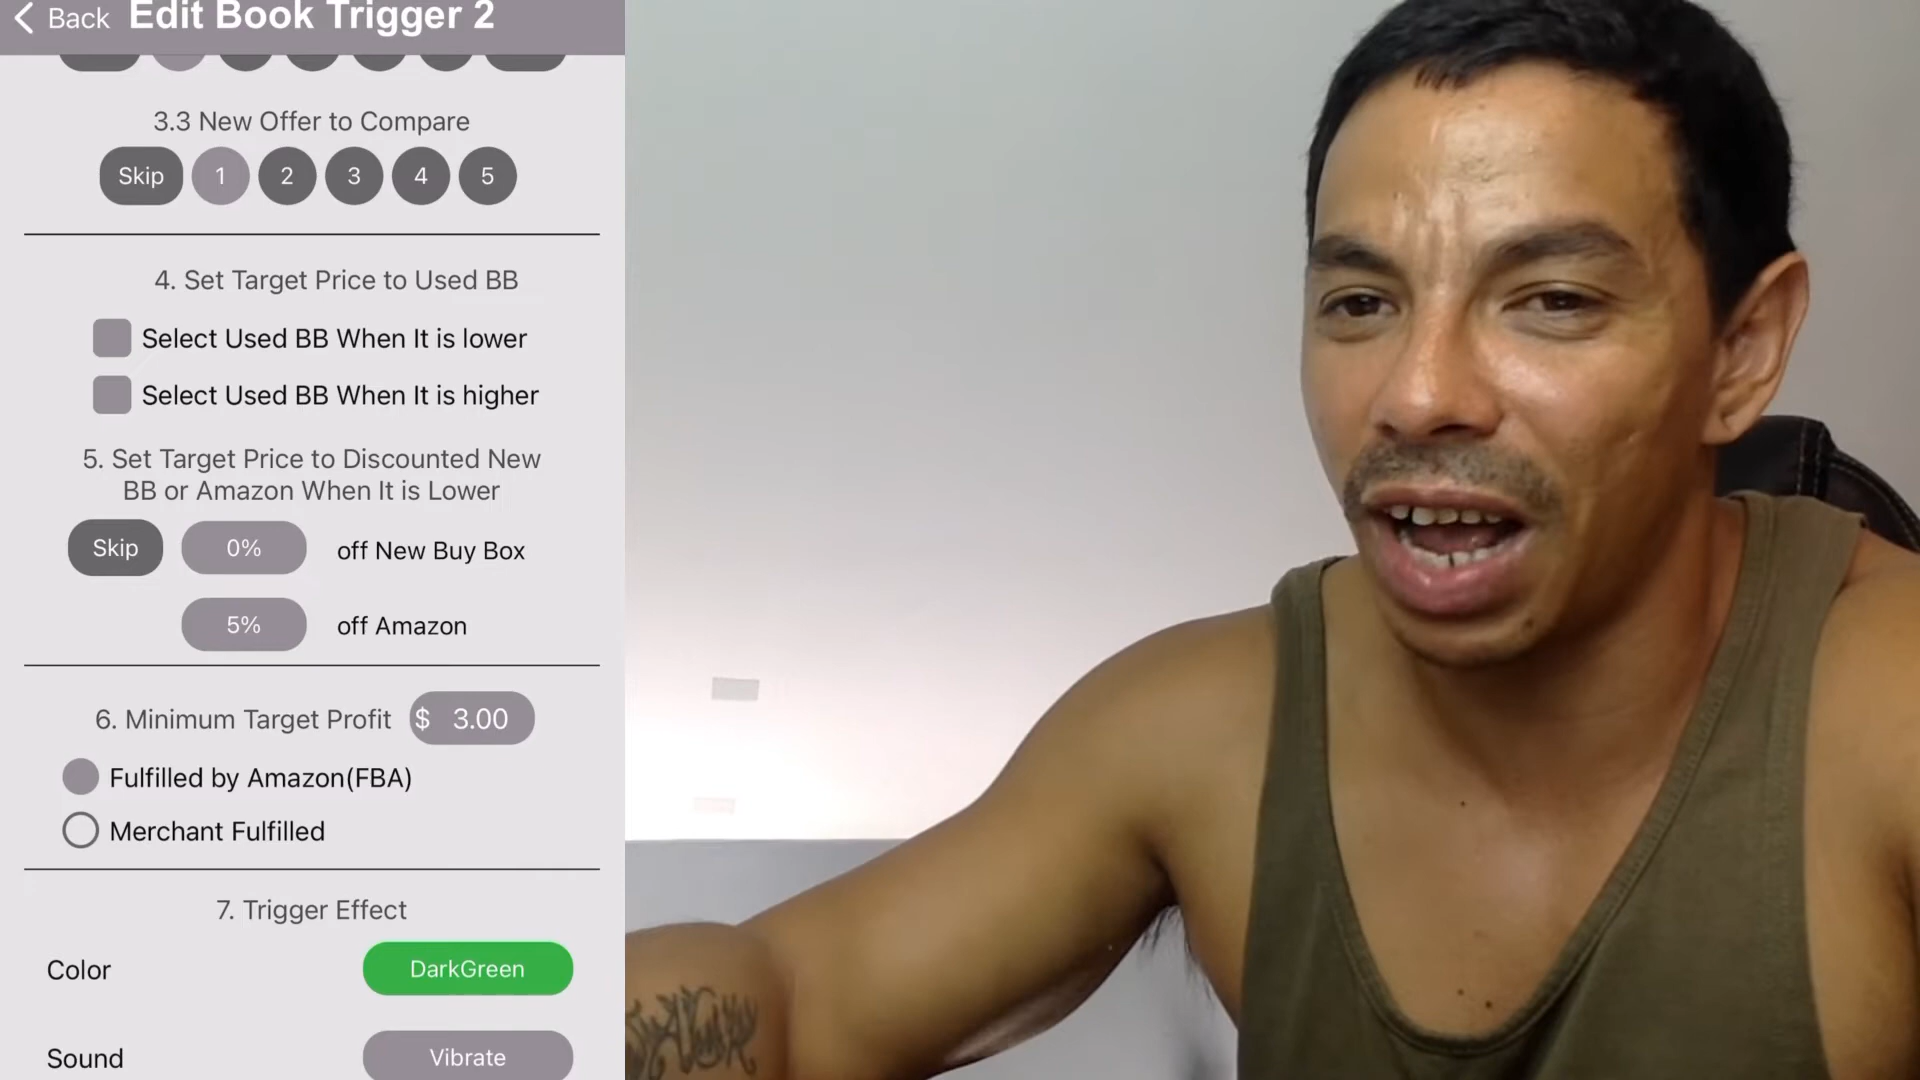 Back Edit Book Trigger 2
3.3 New Offer to Compare
Skip 1 2 3 4 5
4. Set Target Price to Used BB
Select Used BB When It is lower
Select Used BB When It is higher
5. Set Target Price to Discounted New
BB or Amazon When It is Lower
Skip 0% off New Buy Box
5% off Amazon
6. Minimum Target Profit $ 3.00
Fulfilled by Amazon(FBA)
Merchant Fulfilled
7. Trigger Effect
Color DarkGreen
Sound Vibrate